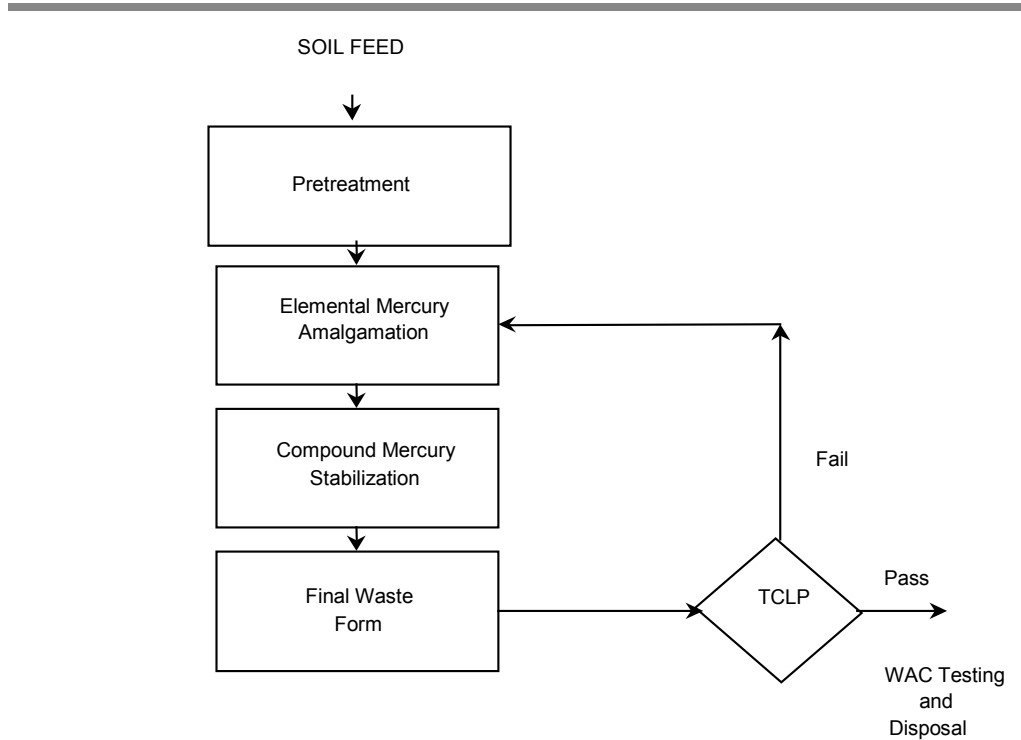 SOIL FEED
Pretreatment
Elemental Mercury
Amalgamation
Compound Mercury
Stabilization
Final Waste
Form
TCLP
Fail
Pass
WAC Testing
and
Disposal